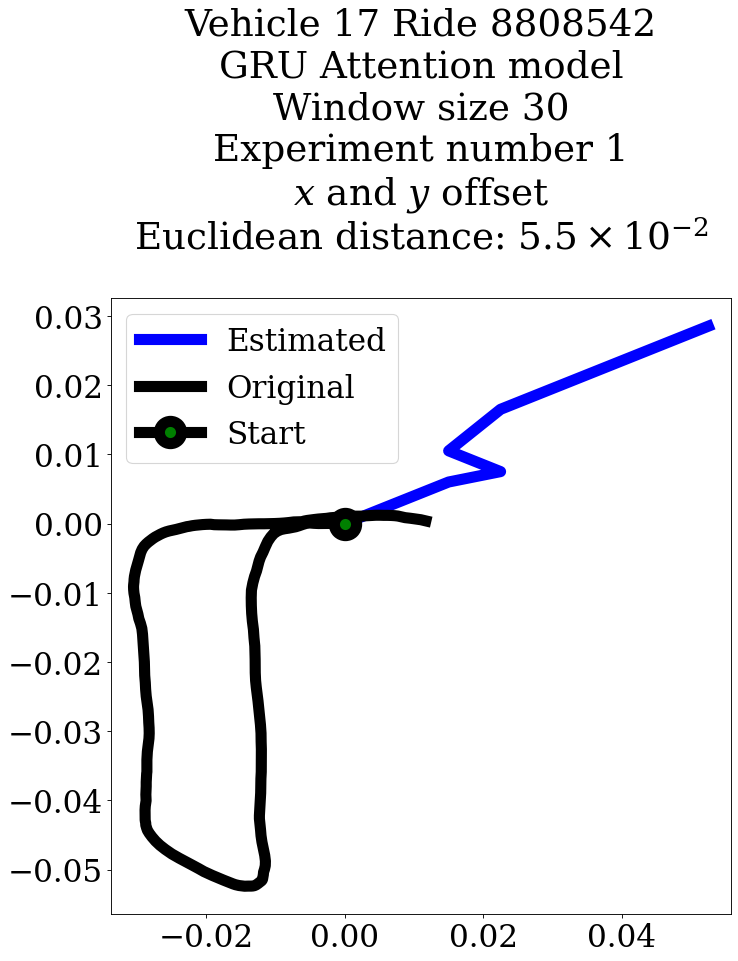 Vehicle 17 Ride 8808542
GRU Attention model
Window size 30
Experiment number 1
x and y offset
Euclidean distance: 5.5 × 10⁻²
Estimated
Original
Start
0.03
0.02
0.01
0.00
−0.01
−0.02
−0.03
−0.04
−0.05
−0.02 0.00 0.02 0.04